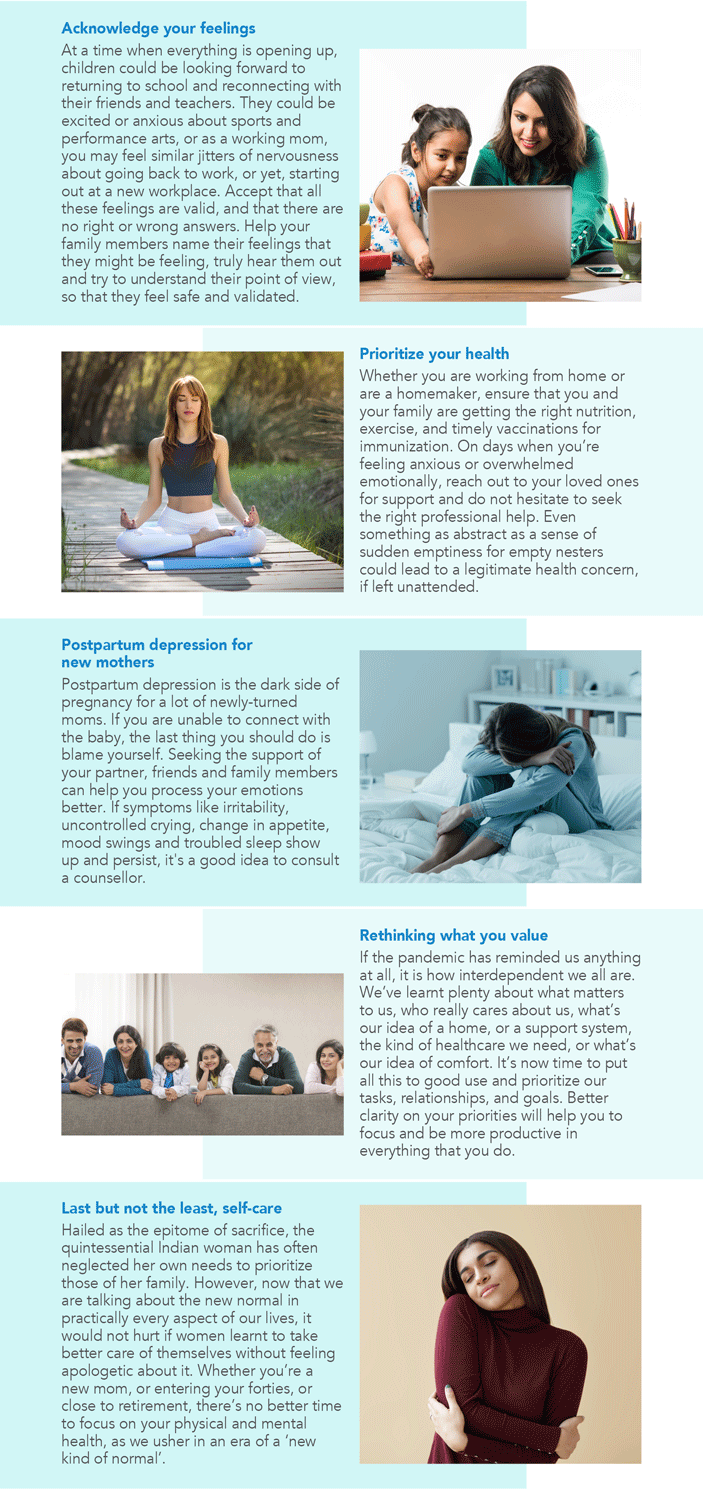 Acknowledge your feelings
At a time when everything is opening up,
children could be looking forward to
returning to school and reconnecting with
their friends and teachers. They could be
excited or anxious about sports and
performance arts, or as a working mom,
you may feel similar jitters of nervousness
about going back to work, or yet, starting
out at a new workplace. Accept that all
these feelings are valid, and that there are
no right or wrong answers. Help your
family members name their feelings that
they might be feeling, truly hear them out
and try to understand their point of view,
so that they feel safe and validated.
Prioritize your health
Whether you are working from home or
are a homemaker, ensure that you and
your family are getting the right nutrition,
exercise, and timely vaccinations for
immunization. On days when you’re
feeling anxious or overwhelmed
emotionally, reach out to your loved ones
for support and do not hesitate to seek
the right professional help. Even
something as abstract as a sense of
sudden emptiness for empty nesters
could lead to a legitimate health concern,
if left unattended.
Postpartum depression for
new mothers
Postpartum depression is the dark side of
pregnancy for a lot of newly-turned
moms. If you are unable to connect with
the baby, the last thing you should do is
blame yourself. Seeking the support of
your partner, friends and family members
can help you process your emotions
better. If symptoms like irritability,
uncontrolled crying, change in appetite,
mood swings and troubled sleep show
up and persist, it's a good idea to consult
a counsellor.
Rethinking what you value
If the pandemic has reminded us anything
at all, it is how interdependent we all are.
We’ve learnt plenty about what matters
to us, who really cares about us, what’s
our idea of a home, or a support system,
the kind of healthcare we need, or what’s
our idea of comfort. It’s now time to put
all this to good use and prioritize our
tasks, relationships, and goals. Better
clarity on your priorities will help you to
focus and be more productive in
everything that you do.
Last but not the least, self-care
Hailed as the epitome of sacrifice, the
quintessential Indian woman has often
neglected her own needs to prioritize
those of her family. However, now that we
are talking about the new normal in
practically every aspect of our lives, it
would not hurt if women learnt to take
better care of themselves without feeling
apologetic about it. Whether you’re a
new mom, or entering your forties, or
close to retirement, there’s no better time
to focus on your physical and mental
health, as we usher in an era of a ‘new
kind of normal’.